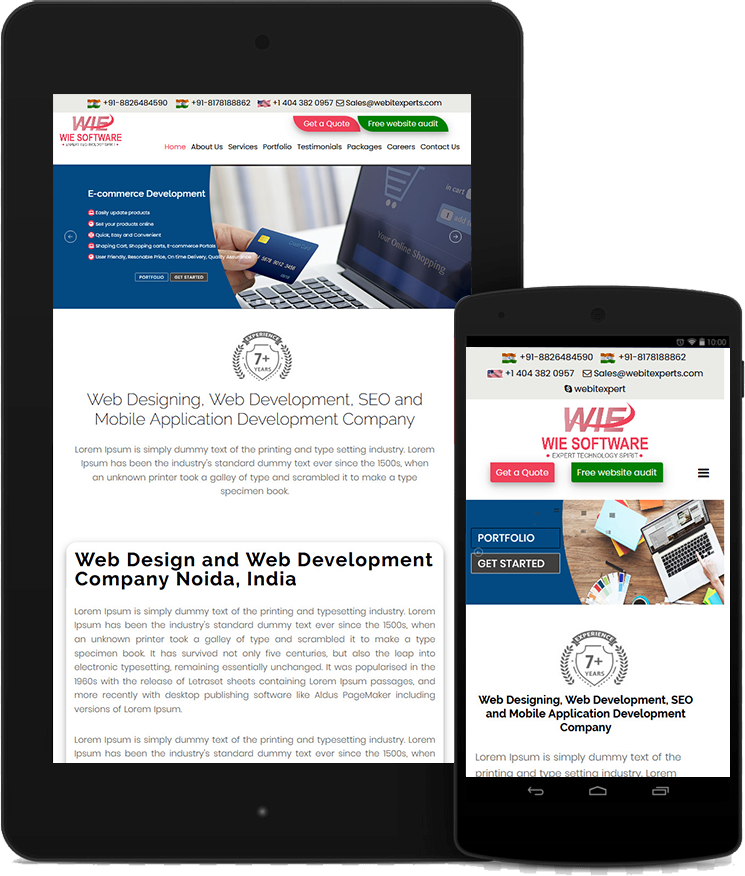 +91-8826484590 +91-8178188862 +1 404 382 0957 Sales@webitexperts.com
WIE
WIE SOFTWARE
EXPERT TECHNOLOGY SPIRIT
Get a Quote Free website audit
Home About Us Services Portfolio Testimonials Packages Careers Contact Us
E-commerce Development
Easily update products
Sell your products online
Quick, Easy and Convenient
Shaping Cart, Shopping carts, E-commerce Portals
User Friendly, Resonable Price, On time Delivery, Quality Assurance
PORTFOLIO GET STARTED
in cart
add to
Your Online Shopping
5678 9012 3456
EXPERIENCE
7+
YEARS
Web Designing, Web Development, SEO and
Mobile Application Development Company
Lorem Ipsum is simply dummy text of the printing and type setting industry. Lorem
Ipsum has been the industry's standard dummy text ever since the 1500s, when
an unknown printer took a galley of type and scrambled it to make a type
specimen book.
Web Design and Web Development
Company Noida, India
Lorem Ipsum is simply dummy text of the printing and typesetting industry. Lorem
Ipsum has been the industry's standard dummy text ever since the 1500s, when
an unknown printer took a galley of type and scrambled it to make a type
specimen book. It has survived not only five centuries, but also the leap into
electronic typesetting, remaining essentially unchanged. It was popularised in the
1960s with the release of Letraset sheets containing Lorem Ipsum passages, and
more recently with desktop publishing software like Aldus PageMaker including
versions of Lorem Ipsum.
Lorem Ipsum is simply dummy text of the printing and typesetting industry. Lorem
Ipsum has been the industry's standard dummy text ever since the 1500s, when
10:00
+91-8826484590 +91-8178188862
+1 404 382 0957 Sales@webitexperts.com
webitexpert
WIE
WIE SOFTWARE
EXPERT TECHNOLOGY SPIRIT
Get a Quote Free website audit
PORTFOLIO
GET STARTED
EXPERIENCE
7+
YEARS
Web Designing, Web Development, SEO
and Mobile Application Development
Company
Lorem Ipsum is simply dummy text of the
printing and type setting industry. Lorem